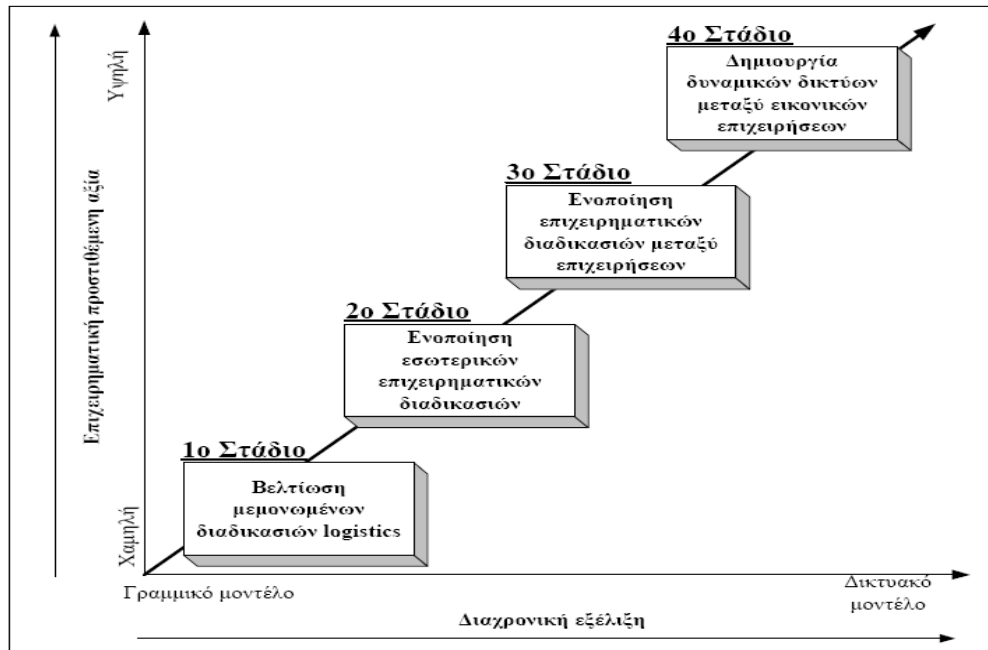 4ο Στάδιο
Δημιουργία
δυναμικών δικτύων
μεταξύ εικονικών
επιχειρήσεων
3ο Στάδιο
Ενοποίηση
επιχειρηματικών
διαδικασιών μεταξύ
επιχειρήσεων
2ο Στάδιο
Ενοποίηση
εσωτερικών
επιχειρηματικών
διαδικασιών
1ο Στάδιο
Βελτίωση
μεμονωμένων
διαδικασιών logistics
Επιχειρηματική προστιθέμενη αξία
Υψηλή
Χαμηλή
Γραμμικό μοντέλο
Δικτυακό
μοντέλο
Διαχρονική εξέλιξη